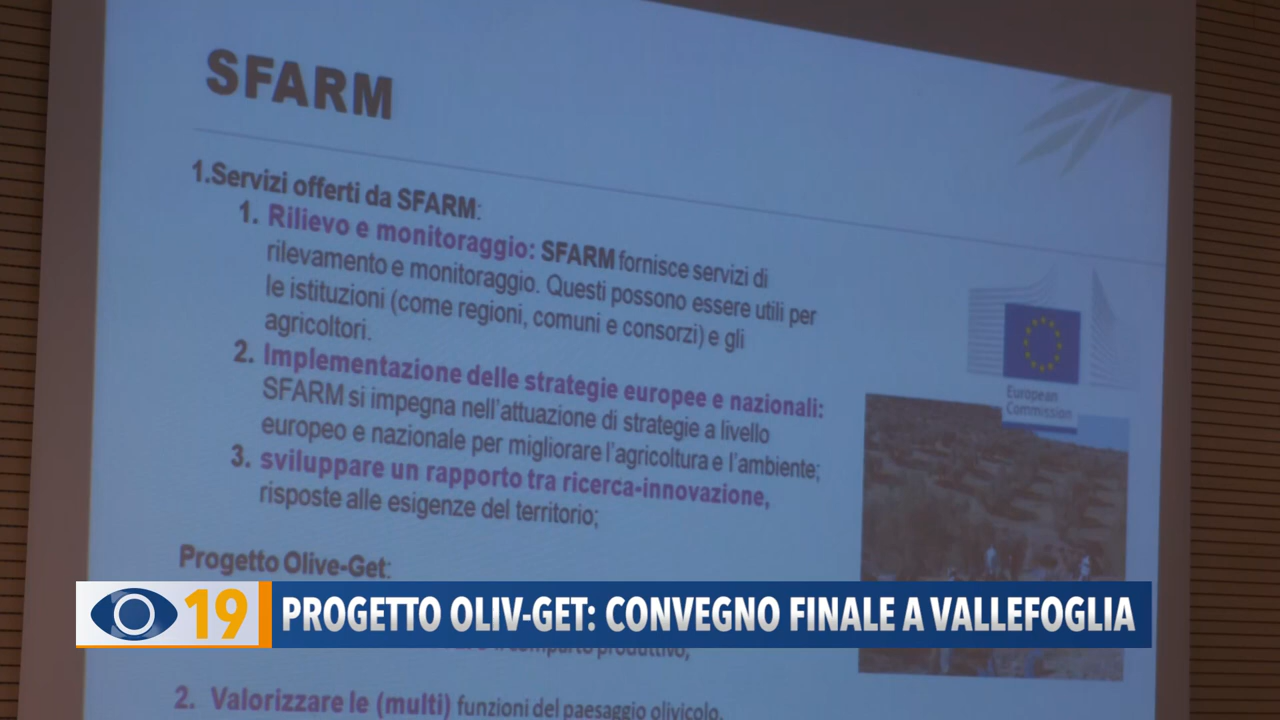 SFARM
1.Servizi offerti da SFARM:
1. Rilievo e monitoraggio: SFARM fornisce servizi di
rilevamento e monitoraggio. Questi possono essere utili per
le istituzioni (come regioni, comuni e consorzi) e gli
agricoltori.
2. Implementazione delle strategie europee e nazionali:
SFARM si impegna nell'attuazione di strategie a livello
europeo e nazionale per migliorare l'agricoltura e l'ambiente;
3. sviluppare un rapporto tra ricerca-innovazione,
risposte alle esigenze del territorio;
European
Commission
Progetto Olive-Get:
19 PROGETTO OLIV-GET: CONVEGNO FINALE A VALLEFOGLIA
comparto produttivo,
2. Valorizzare le (multi) funzioni del paesaggio olivicolo.